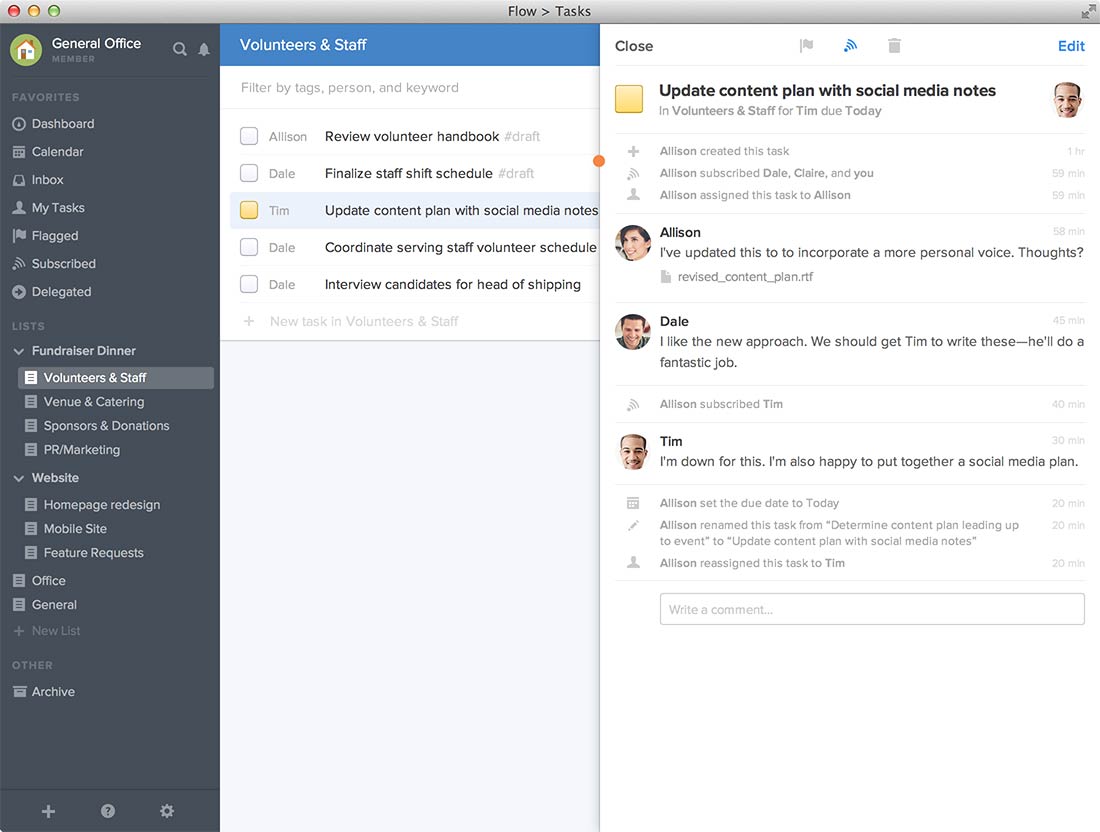 Flow > Tasks
General Office
MEMBER
FAVORITES
Dashboard
Calendar
Inbox
My Tasks
Flagged
Subscribed
Delegated
LISTS
Fundraiser Dinner
Volunteers & Staff
Venue & Catering
Sponsors & Donations
PR/Marketing
Website
Homepage redesign
Mobile Site
Feature Requests
Office
General
+ New List
OTHER
Archive
Volunteers & Staff
Filter by tags, person, and keyword
Allison Review volunteer handbook #draft
Dale Finalize staff shift schedule #draft
Tim Update content plan with social media notes
Dale Coordinate serving staff volunteer schedule
Dale Interview candidates for head of shipping
+ New task in Volunteers & Staff
Close Edit
Update content plan with social media notes
In Volunteers & Staff for Tim due Today
Allison created this task 1 hr
Allison subscribed Dale, Claire, and you 59 min
Allison assigned this task to Allison 59 min
Allison 58 min
I've updated this to to incorporate a more personal voice. Thoughts?
revised_content_plan.rtf
Dale 45 min
I like the new approach. We should get Tim to write these—he'll do a
fantastic job.
Allison subscribed Tim 40 min
Tim 30 min
I'm down for this. I'm also happy to put together a social media plan.
Allison set the due date to Today 20 min
Allison renamed this task from “Determine content plan leading up 20 min
to event” to “Update content plan with social media notes”
Allison reassigned this task to Tim 20 min
Write a comment...